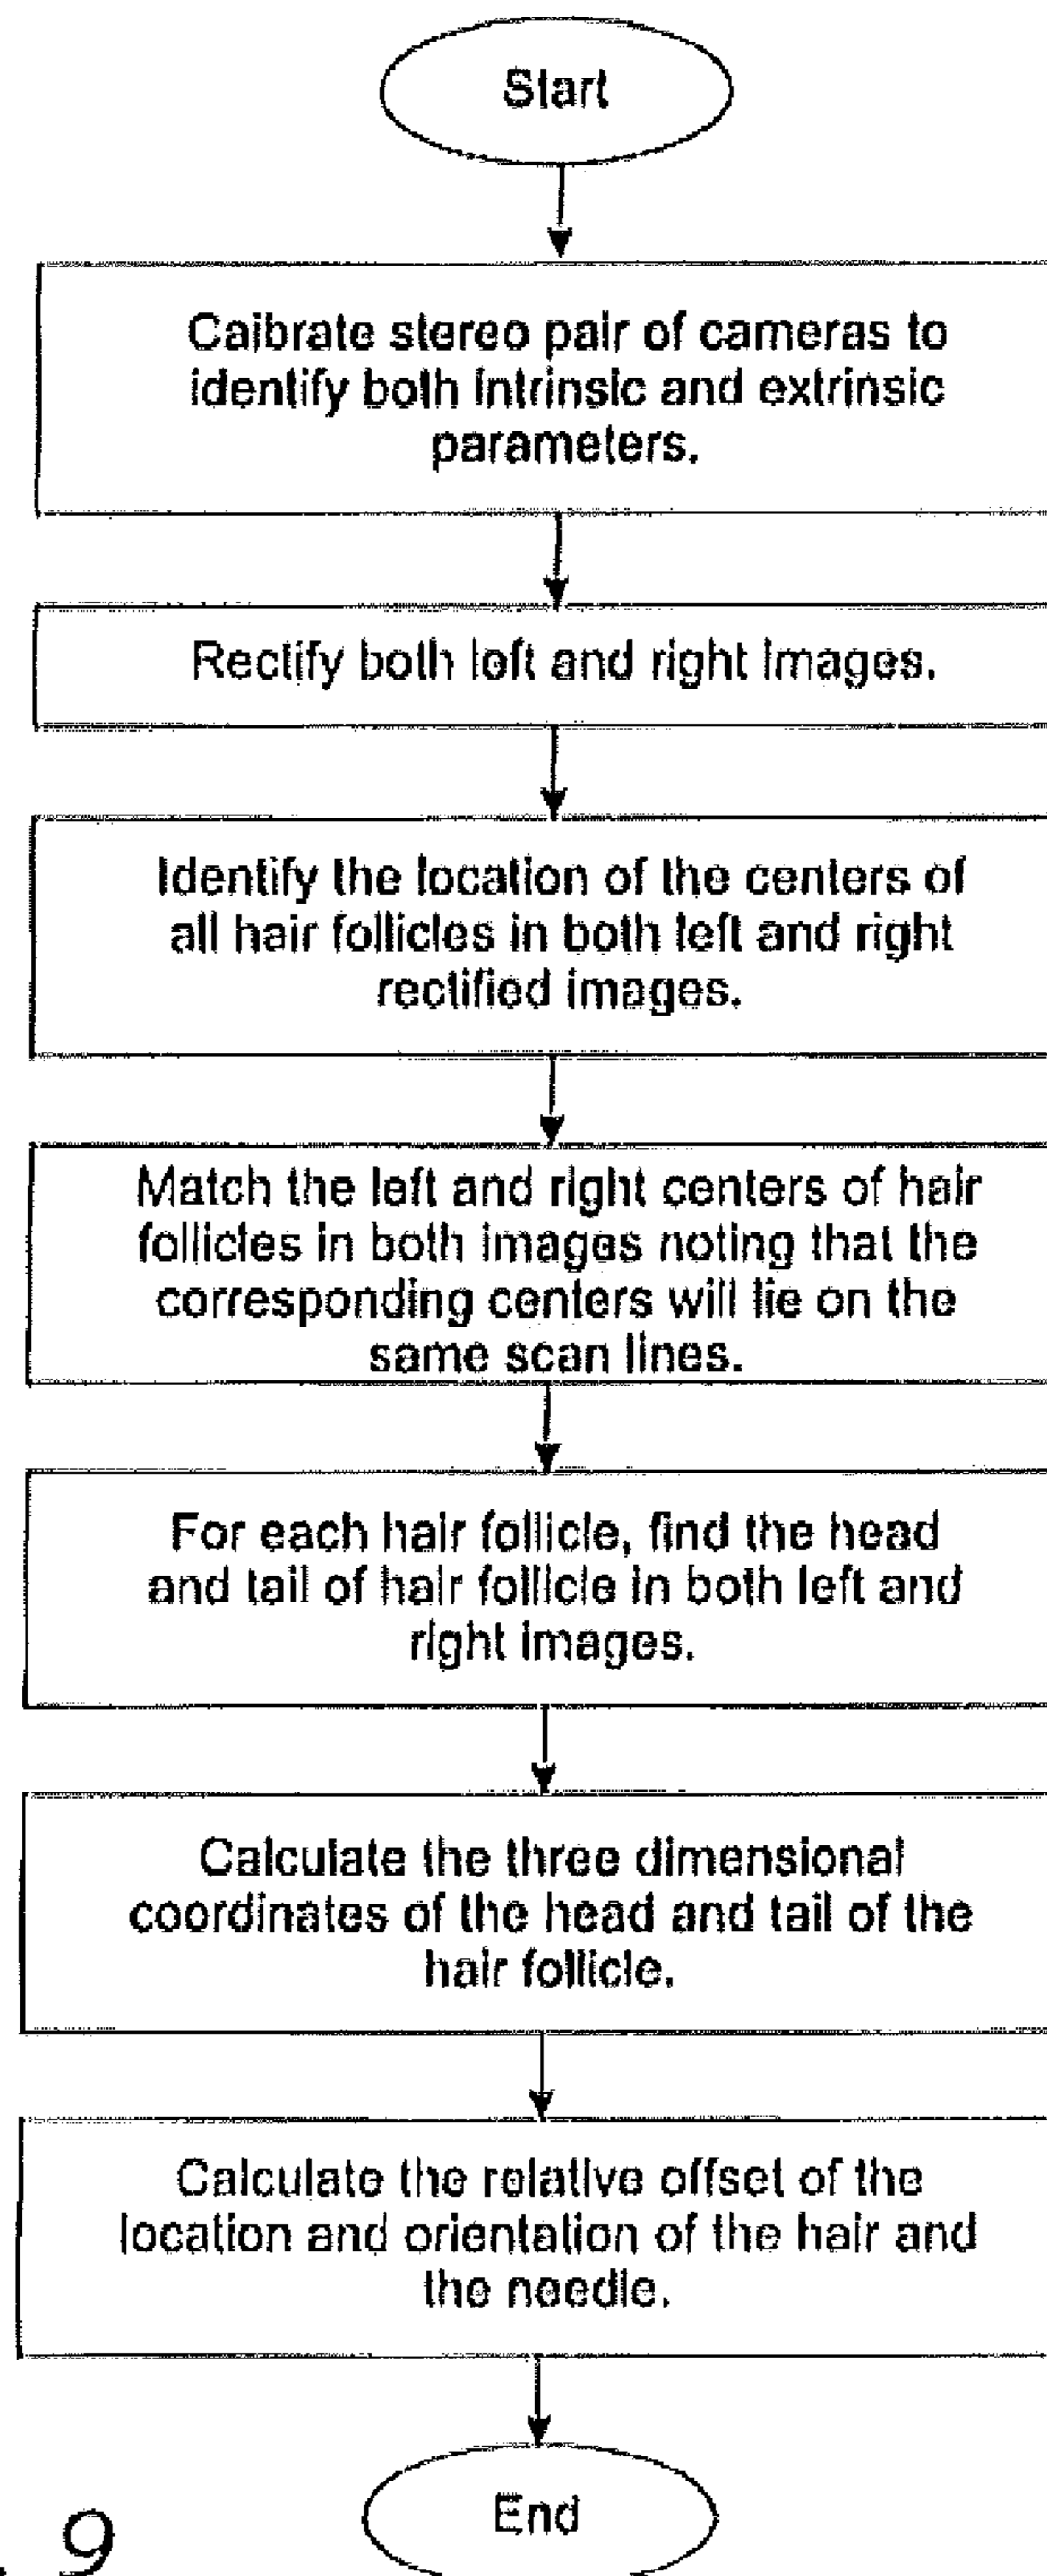 Start
Caibrate stereo pair of cameras to
identify both intrinsic and extrinsic
parameters.
Rectify both left and right images.
Identify the location of the centers of
all hair follicles in both left and right
rectified images.
Match the left and right centers of hair
follicles in both images noting that the
corresponding centers will lie on the
same scan lines.
For each hair follicle, find the head
and tail of hair follicle in both left and
right images.
Calculate the three dimensional
coordinates of the head and tail of the
hair follicle.
Calculate the relative offset of the
location and orientation of the hair and
the needle.
End
. 9